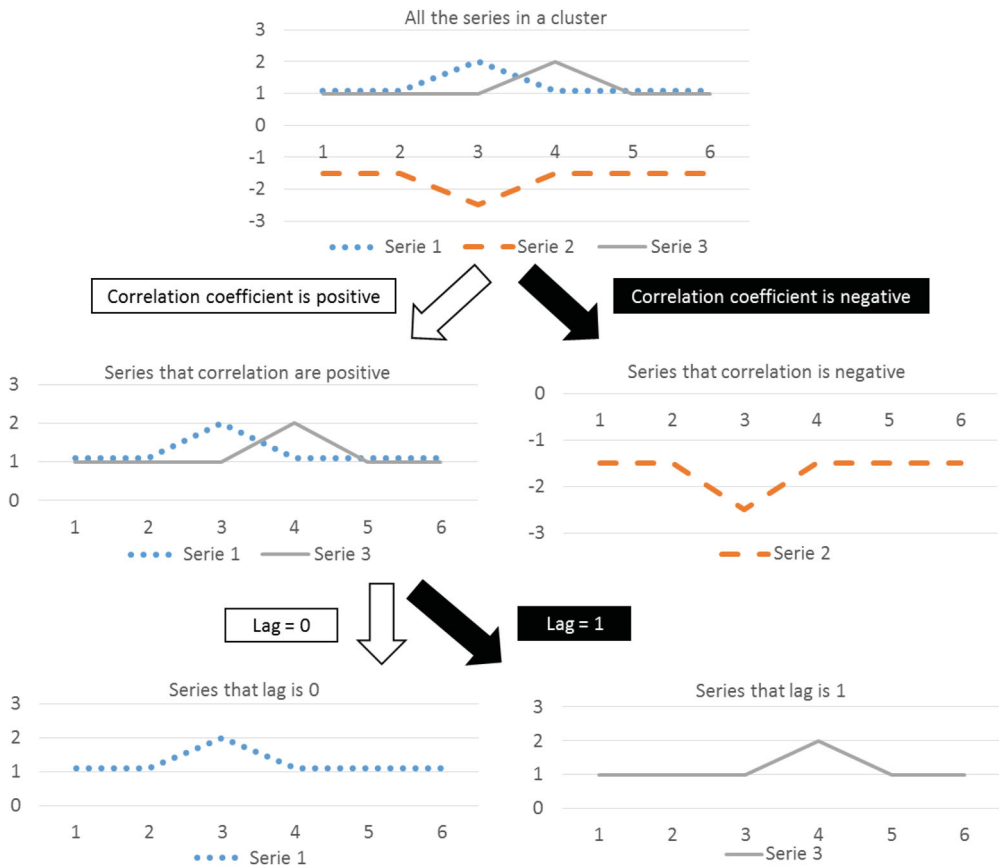 All the series in a cluster
3
2
1
0
-1
-2
-3
1 2 3 4 5 6
Serie 1 Serie 2 Serie 3
Correlation coefficient is positive
Correlation coefficient is negative
Series that correlation are positive
3
2
1
0
1 2 3 4 5 6
Serie 1 Serie 3
Series that correlation is negative
0
-1
-2
-3
1 2 3 4 5 6
Serie 2
Lag = 0
Lag = 1
Series that lag is 0
3
2
1
0
1 2 3 4 5 6
Serie 1
Series that lag is 1
3
2
1
0
1 2 3 4 5 6
Serie 3